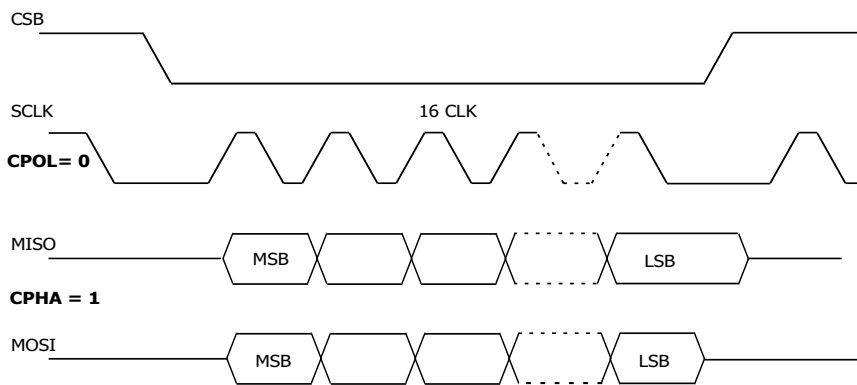 CSB
SCLK
16 CLK
CPOL= 0
MISO
MSB
LSB
CPHA = 1
MOSI
MSB
LSB